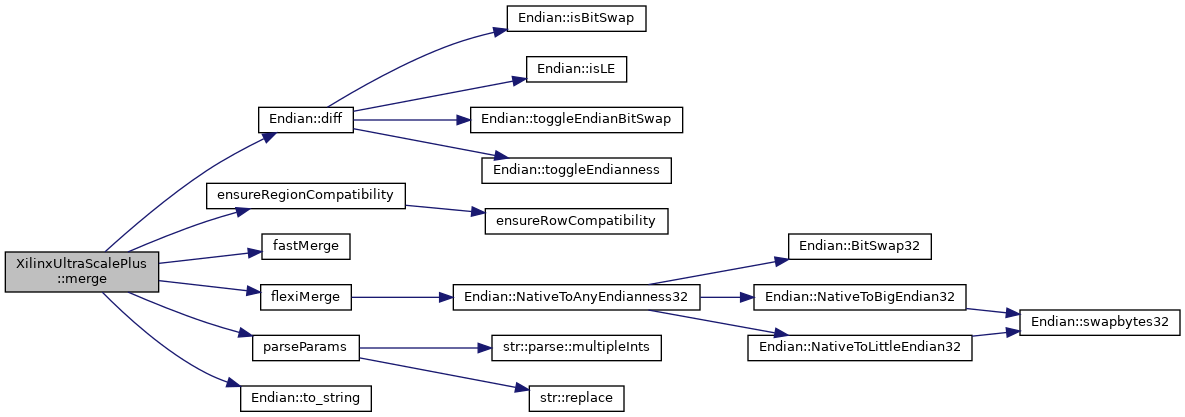 Endian::isBitSwap
Endian::isLE
Endian::diff
Endian::toggleEndianBitSwap
Endian::toggleEndianness
ensureRegionCompatibility
ensureRowCompatibility
XilinxUltraScalePlus
::merge
fastMerge
Endian::BitSwap32
flexiMerge
Endian::NativeToAnyEndianness32
Endian::NativeToBigEndian32
Endian::swapbytes32
parseParams
str::parse::multipleInts
Endian::NativeToLittleEndian32
Endian::to_string
str::replace